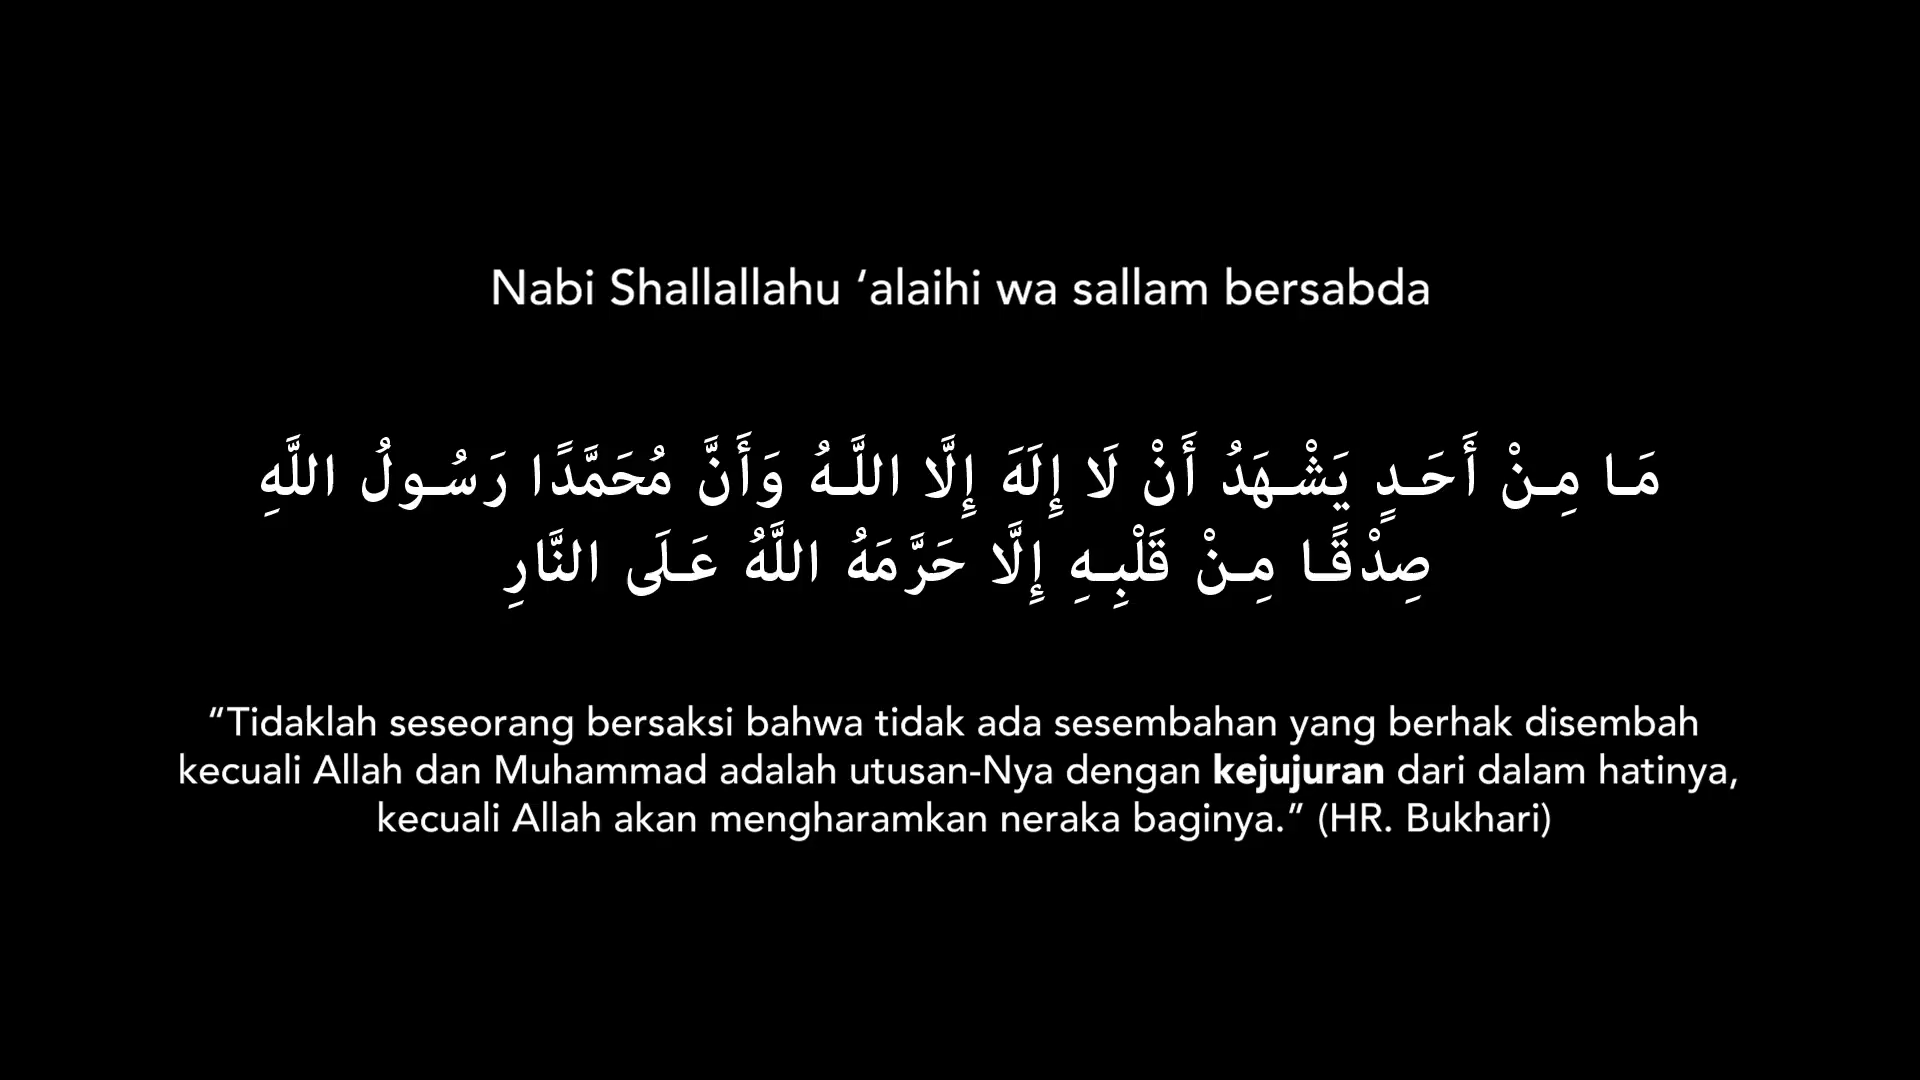 Nabi Shallallahu ‘alaihi wa sallam bersabda
مَا مِنْ أَحَدٍ يَشْهَدُ أَنْ لَا إِلَهَ إِلَّا اللَّهُ وَأَنَّ مُحَمَّدًا رَسُولُ اللَّهِ
صِدْقًا مِنْ قَلْبِهِ إِلَّا حَرَّمَهُ اللَّهُ عَلَى النَّارِ
“Tidaklah seseorang bersaksi bahwa tidak ada sesembahan yang berhak disembah
kecuali Allah dan Muhammad adalah utusan-Nya dengan kejujuran dari dalam hatinya,
kecuali Allah akan mengharamkan neraka baginya.” (HR. Bukhari)